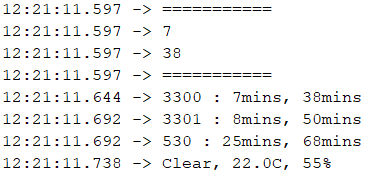 12:21:11.597 -> ===========
12:21:11.597 -> 7
12:21:11.597 -> 38
12:21:11.597 -> ===========
12:21:11.644 -> 3300 : 7mins, 38mins
12:21:11.692 -> 3301 : 8mins, 50mins
12:21:11.692 -> 530 : 25mins, 68mins
12:21:11.738 -> Clear, 22.0C, 55%